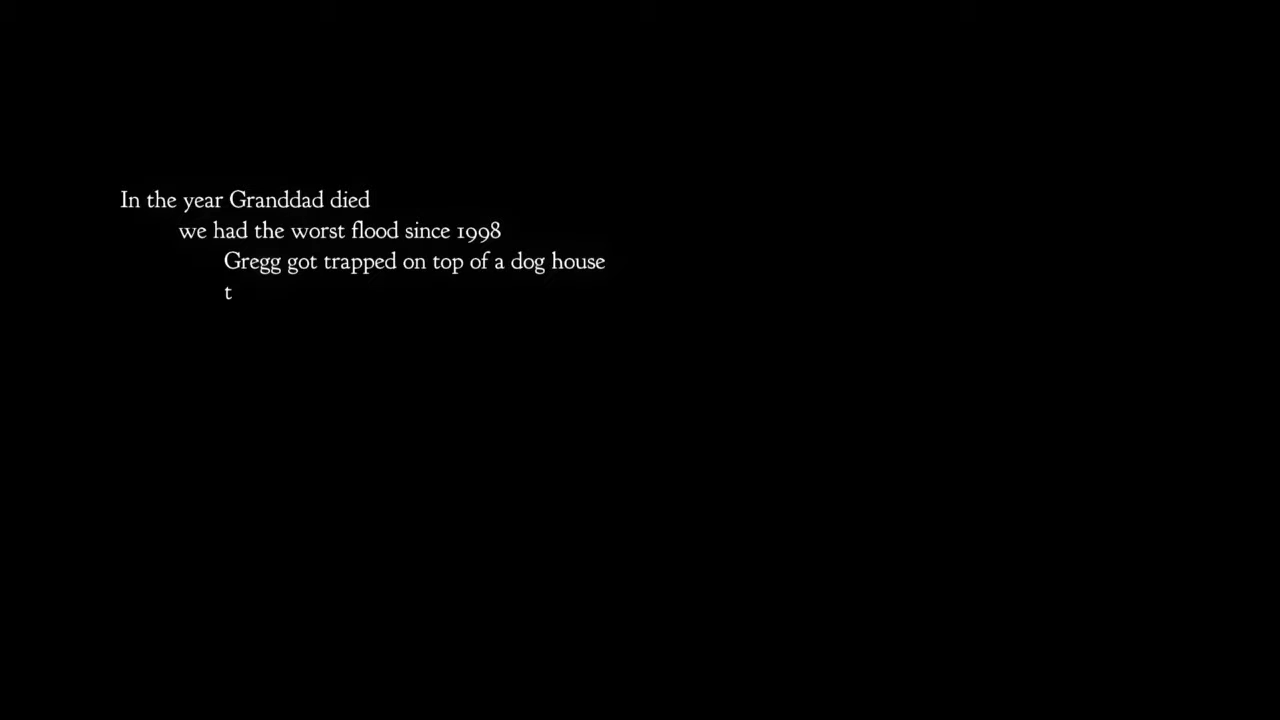 In the year Granddad died
we had the worst flood since 1998
Gregg got trapped on top of a dog house
t